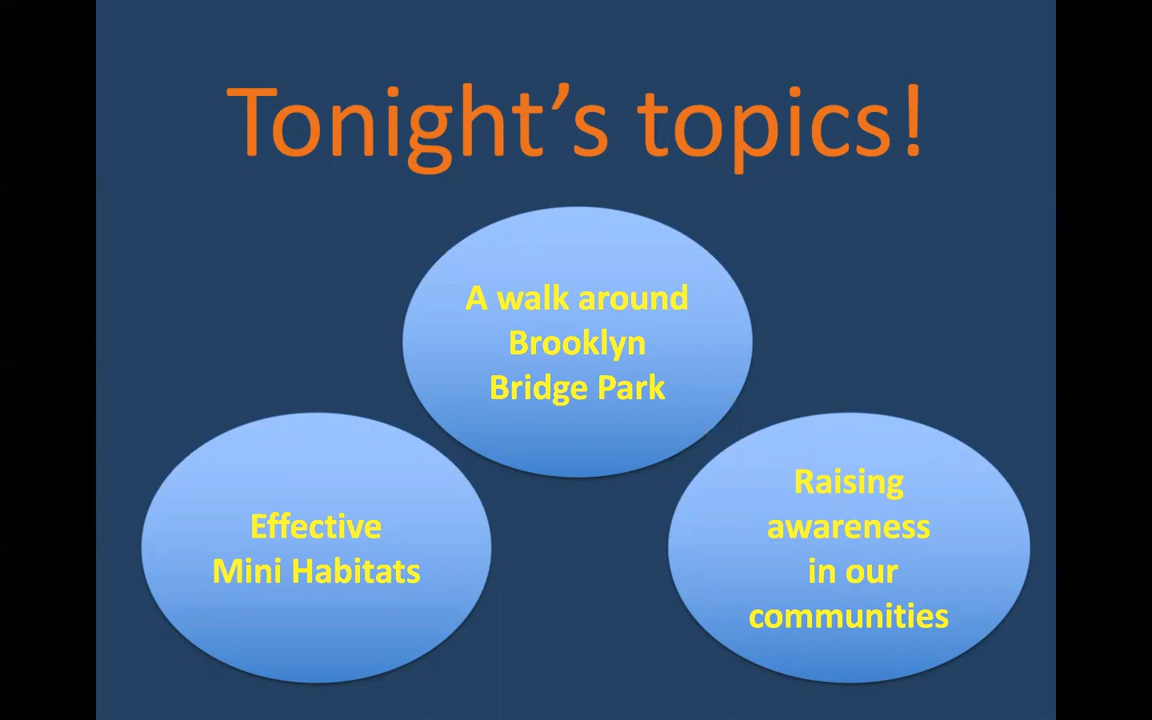 Tonight’s topics!
A walk around
Brooklyn
Bridge Park
Effective
Mini Habitats
Raising
awareness
in our
communities